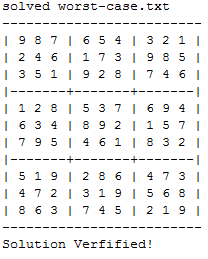 solved worst-case.txt
-------------------------
| 9 8 7 | 6 5 4 | 3 2 1 |
| 2 4 6 | 1 7 3 | 9 8 5 |
| 3 5 1 | 9 2 8 | 7 4 6 |
|-------+-------+-------|
| 1 2 8 | 5 3 7 | 6 9 4 |
| 6 3 4 | 8 9 2 | 1 5 7 |
| 7 9 5 | 4 6 1 | 8 3 2 |
|-------+-------+-------|
| 5 1 9 | 2 8 6 | 4 7 3 |
| 4 7 2 | 3 1 9 | 5 6 8 |
| 8 6 3 | 7 4 5 | 2 1 9 |
-------------------------
Solution Verfified!